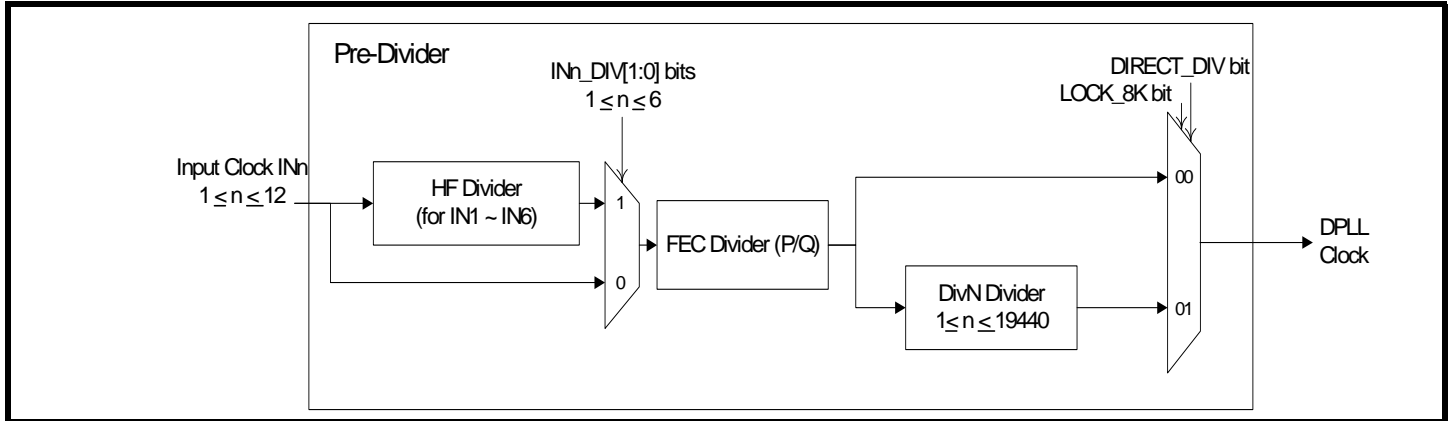 Pre-Divider
INn_DIV[1:0] bits
1 ≤ n ≤ 6
DIRECT_DIV bit
LOCK_8K bit
Input Clock INn
1 ≤ n ≤ 12
HF Divider
(for IN1 ~ IN6)
1
0
FEC Divider (P/Q)
00
DivN Divider
1≤ n ≤ 19440
01
DPLL
Clock